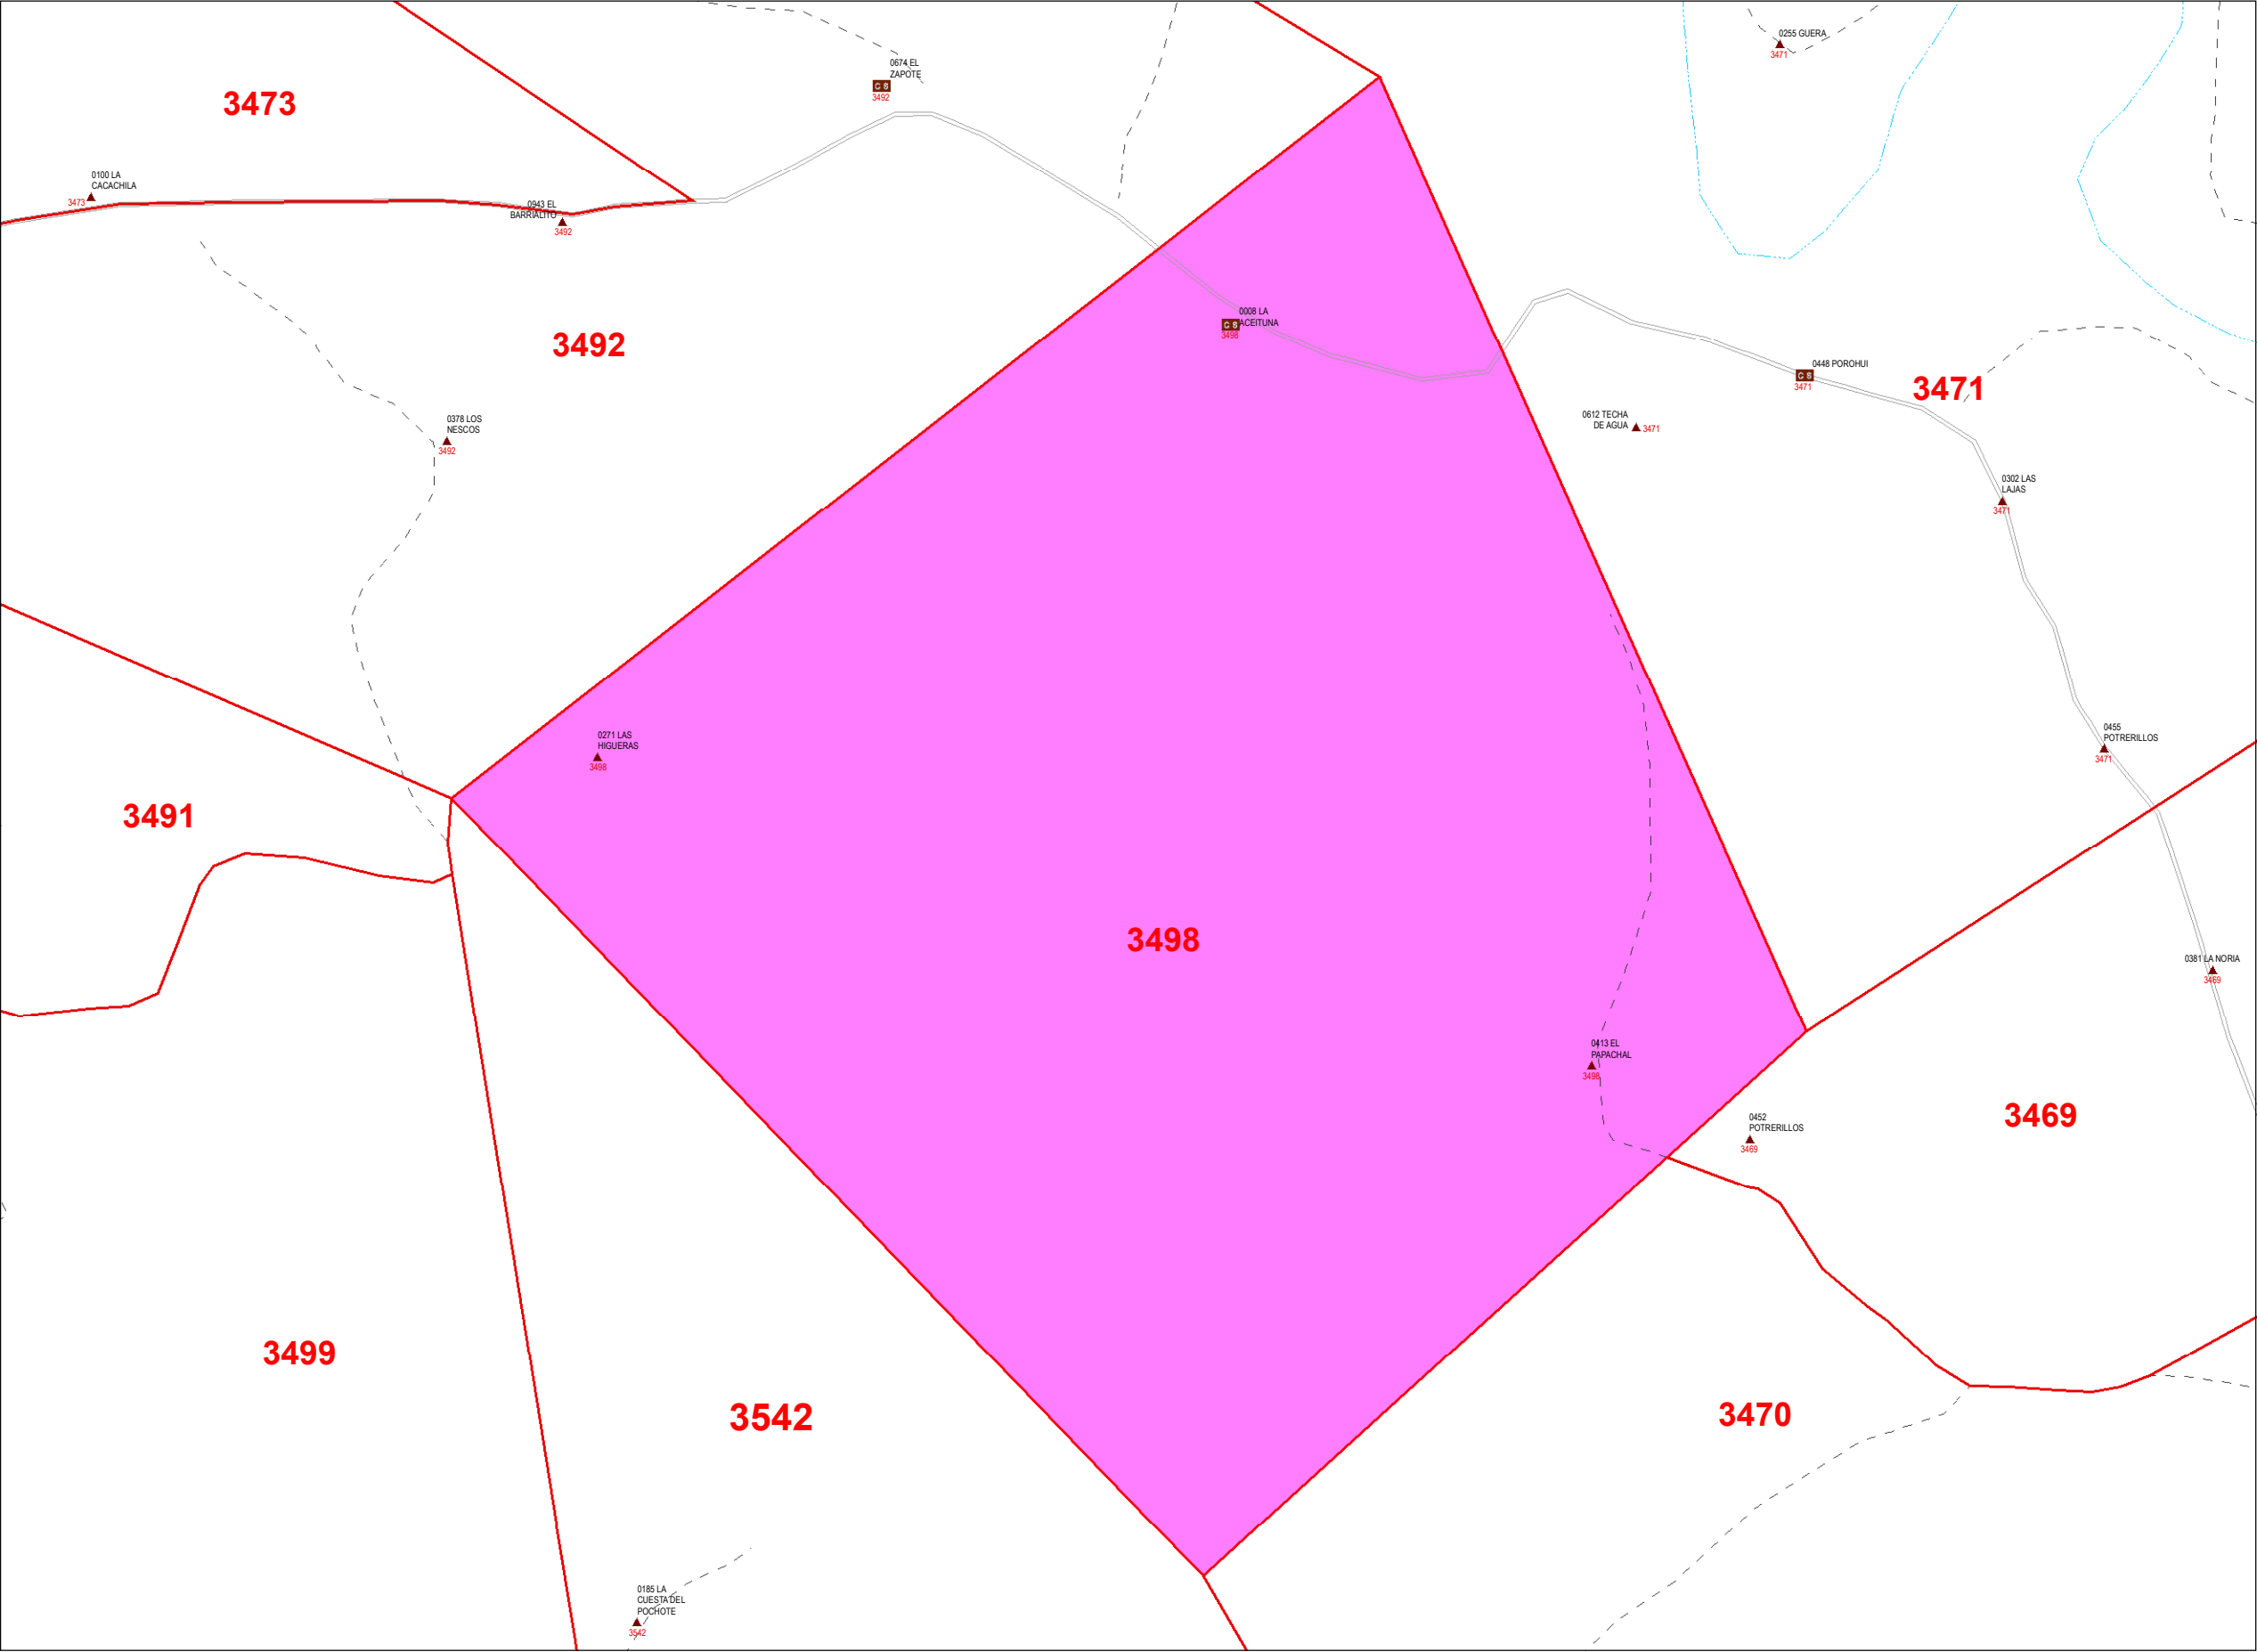 0255 GUERA
3471
0674 EL
ZAPOTE
C S
3492
3473
0100 LA
CACACHILA
3473
0943 EL
BARRIALITO
3492
3492
0008 LA
ACEITUNA
C S
3498
0448 POROHUI
C S
3471
3471
0612 TECHA
DE AGUA
3471
0378 LOS
NESCOS
3492
0302 LAS
LAJAS
3471
0271 LAS
HIGUERAS
3498
0455
POTRERILLOS
3471
3491
3498
0381 LA NORIA
3469
0413 EL
PAPACHAL
3498
0452
POTRERILLOS
3469
3469
3499
3542
3470
0185 LA
CUESTA DEL
POCHOTE
3542